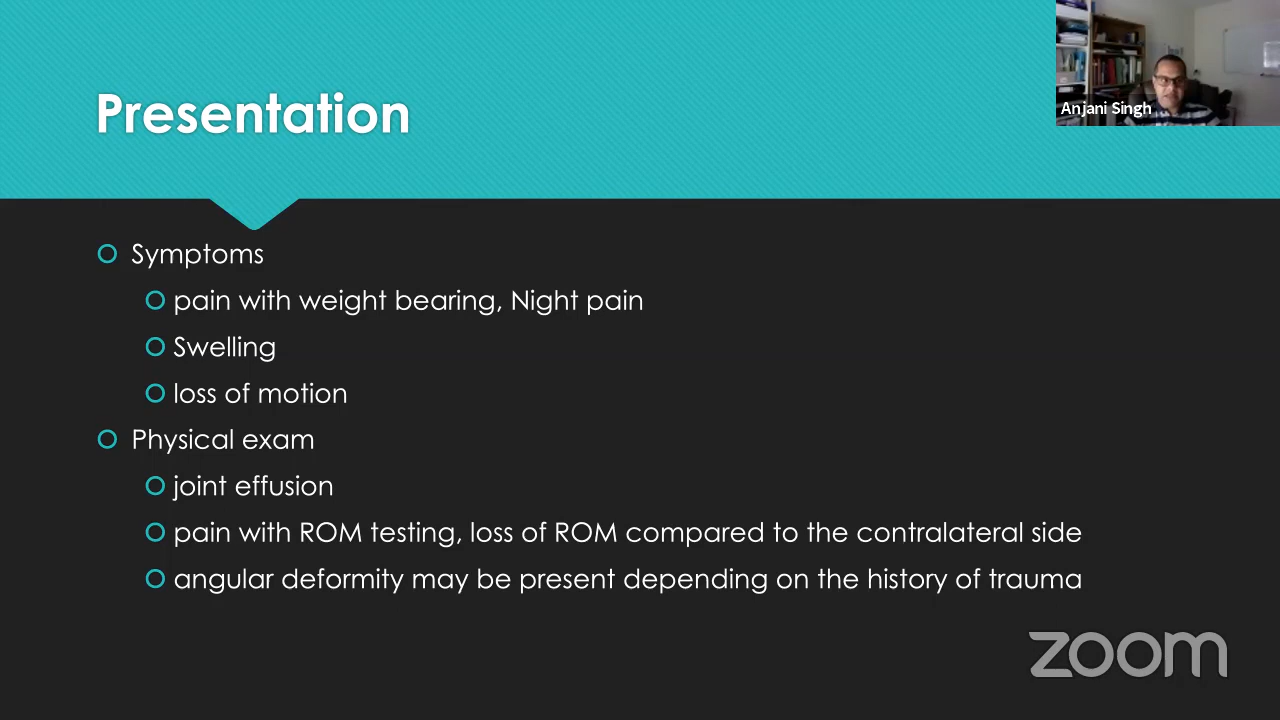 Presentation
Anjani Singh
Symptoms
pain with weight bearing, Night pain
Swelling
loss of motion
Physical exam
joint effusion
pain with ROM testing, loss of ROM compared to the contralateral side
angular deformity may be present depending on the history of trauma
zoom